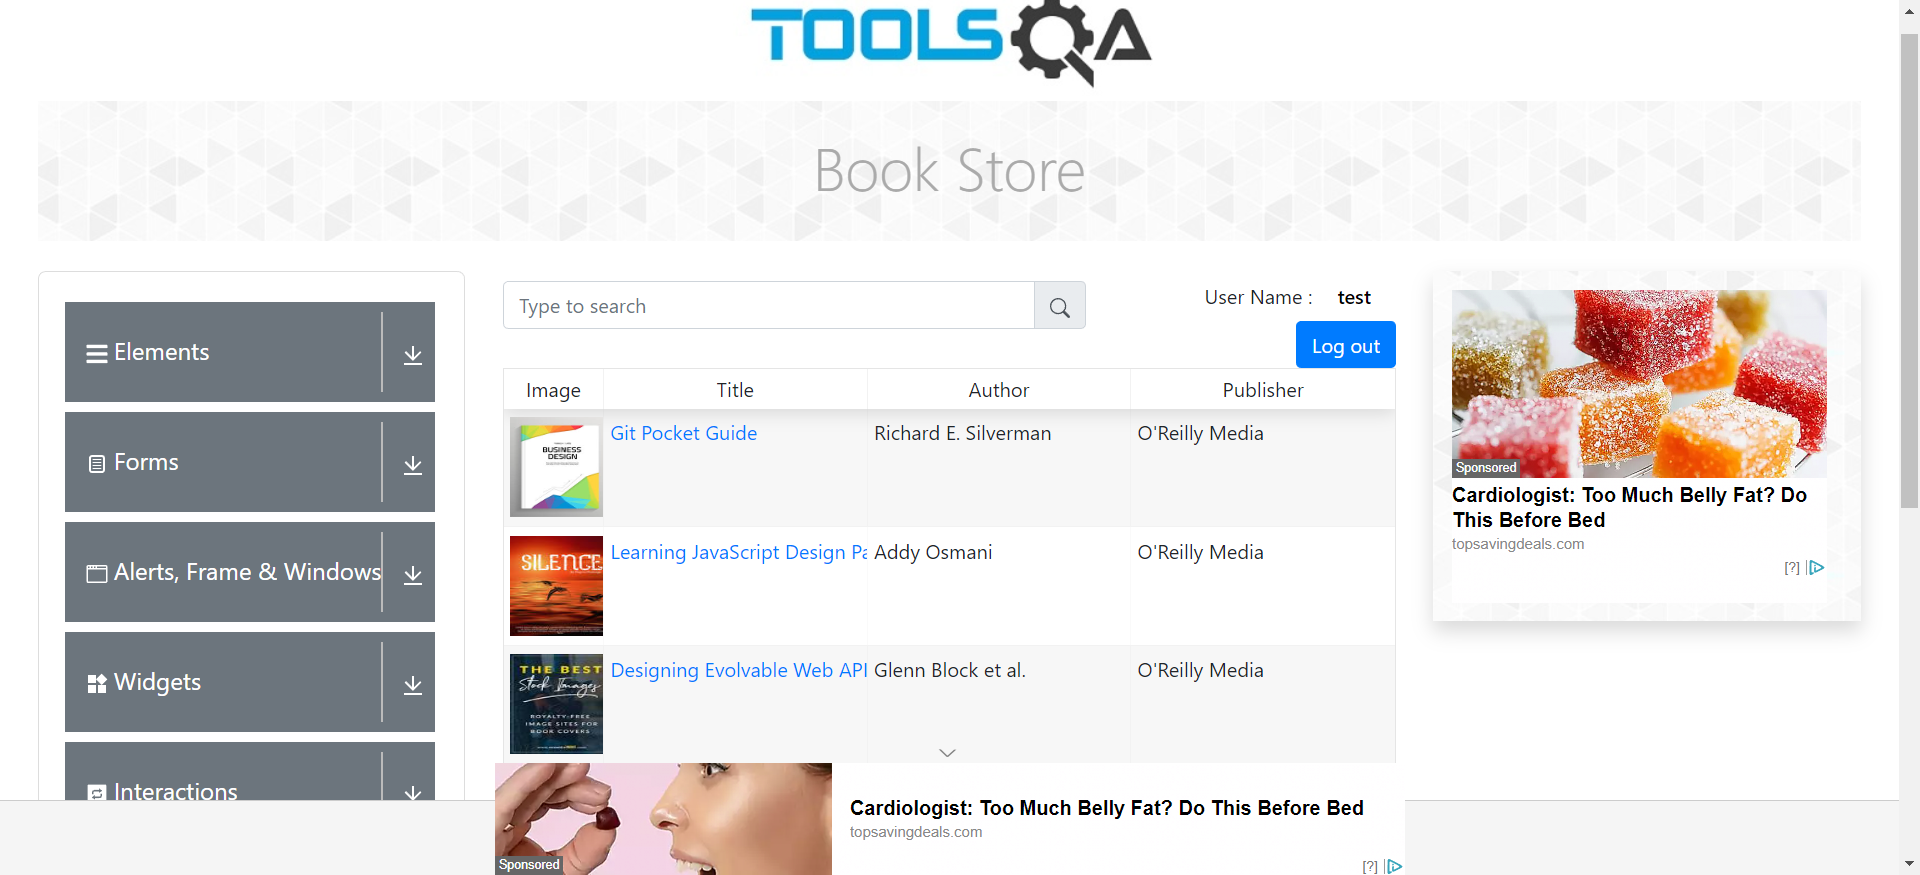 TOOLSQA
Book Store
Elements
Forms
Alerts, Frame & Windows
Widgets
Interactions
Type to search
User Name : test
Log out
Image Title Author Publisher
BUSINESS
DESIGN
Git Pocket Guide Richard E. Silverman O'Reilly Media
SILENCE
Learning JavaScript Design Pa Addy Osmani O'Reilly Media
THE BEST
Stock Images
ROYALTY-FREE
IMAGE SITES FOR
BOOK COVERS
Designing Evolvable Web API Glenn Block et al. O'Reilly Media
Sponsored
Cardiologist: Too Much Belly Fat? Do
This Before Bed
topsavingdeals.com
[?]
Sponsored
Cardiologist: Too Much Belly Fat? Do This Before Bed
topsavingdeals.com
[?]